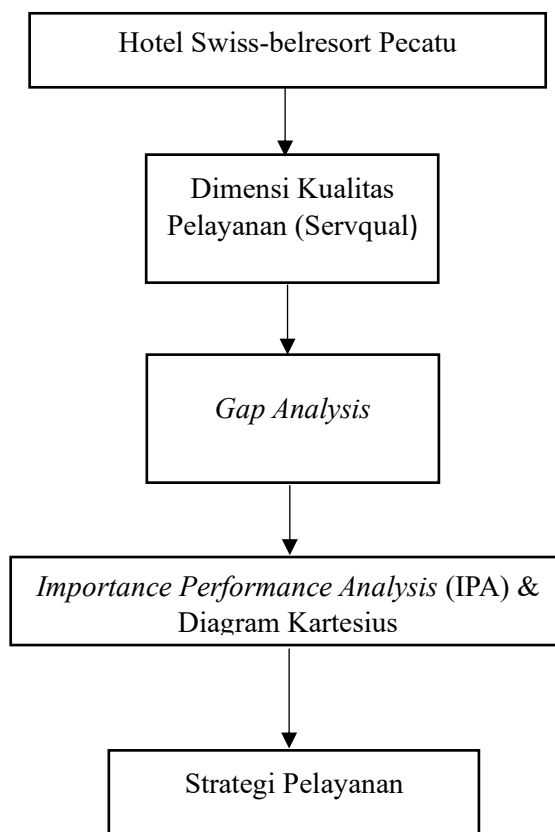 Hotel Swiss-belresort Pecatu
Dimensi Kualitas
Pelayanan (Servqual)
Gap Analysis
Importance Performance Analysis (IPA) &
Diagram Kartesius
Strategi Pelayanan